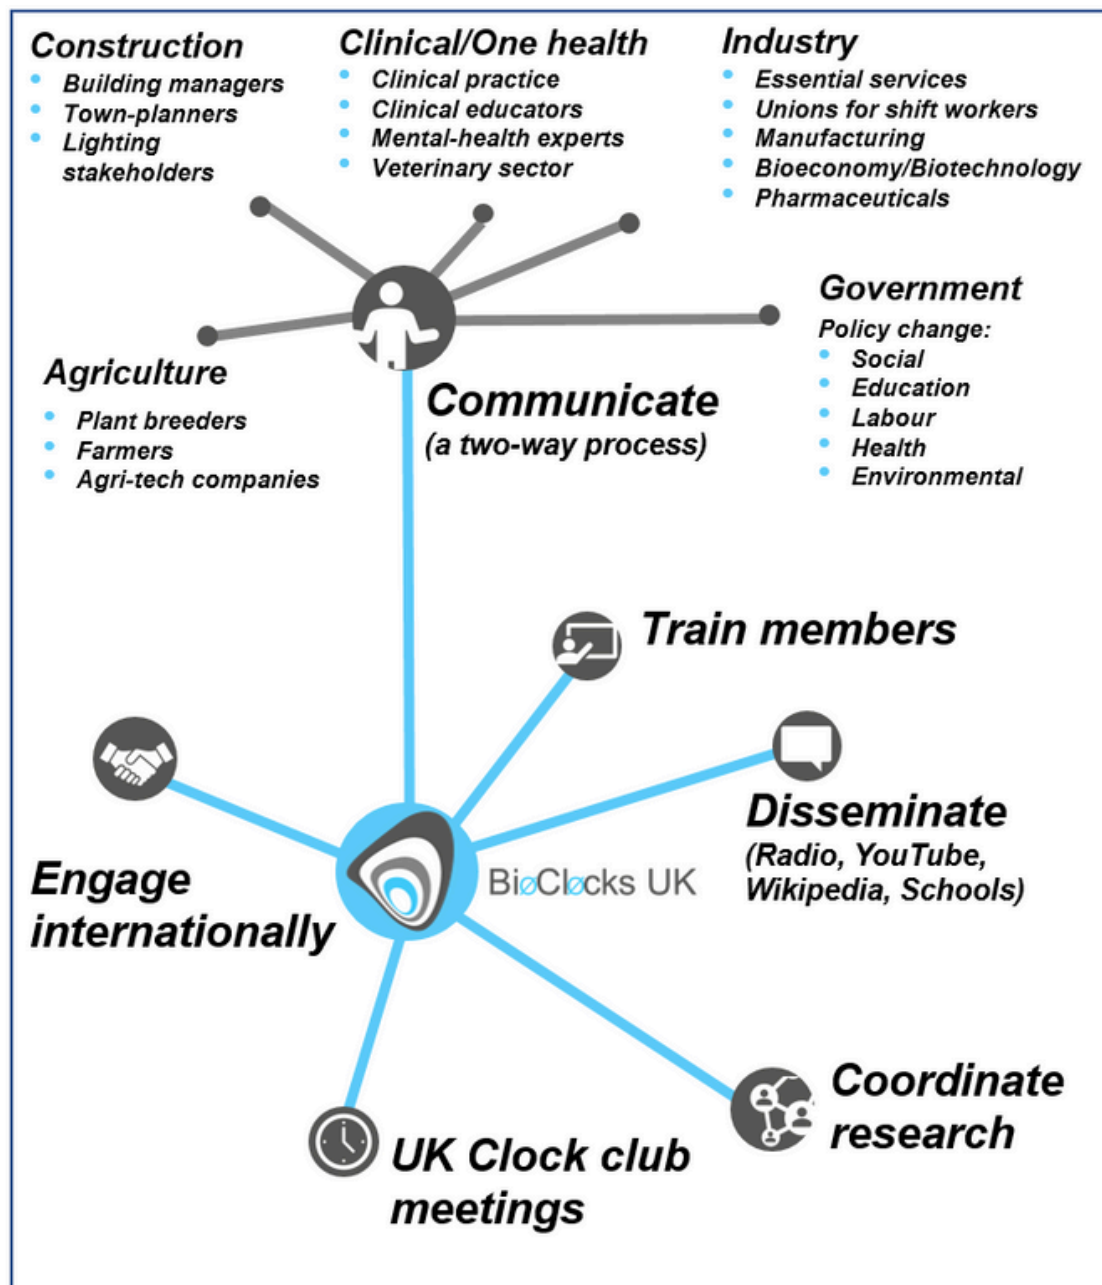 Construction
Building managers
Town-planners
Lighting
stakeholders
Clinical/One health
Clinical practice
Clinical educators
Mental-health experts
Veterinary sector
Industry
Essential services
Unions for shift workers
Manufacturing
Bioeconomy/Biotechnology
Pharmaceuticals
Government
Policy change:
Social
Education
Labour
Health
Environmental
Agriculture
Plant breeders
Farmers
Agri-tech companies
Communicate
(a two-way process)
Train members
Disseminate
(Radio, YouTube,
Wikipedia, Schools)
BiøCløcks UK
Engage
internationally
Coordinate
research
UK Clock club
meetings